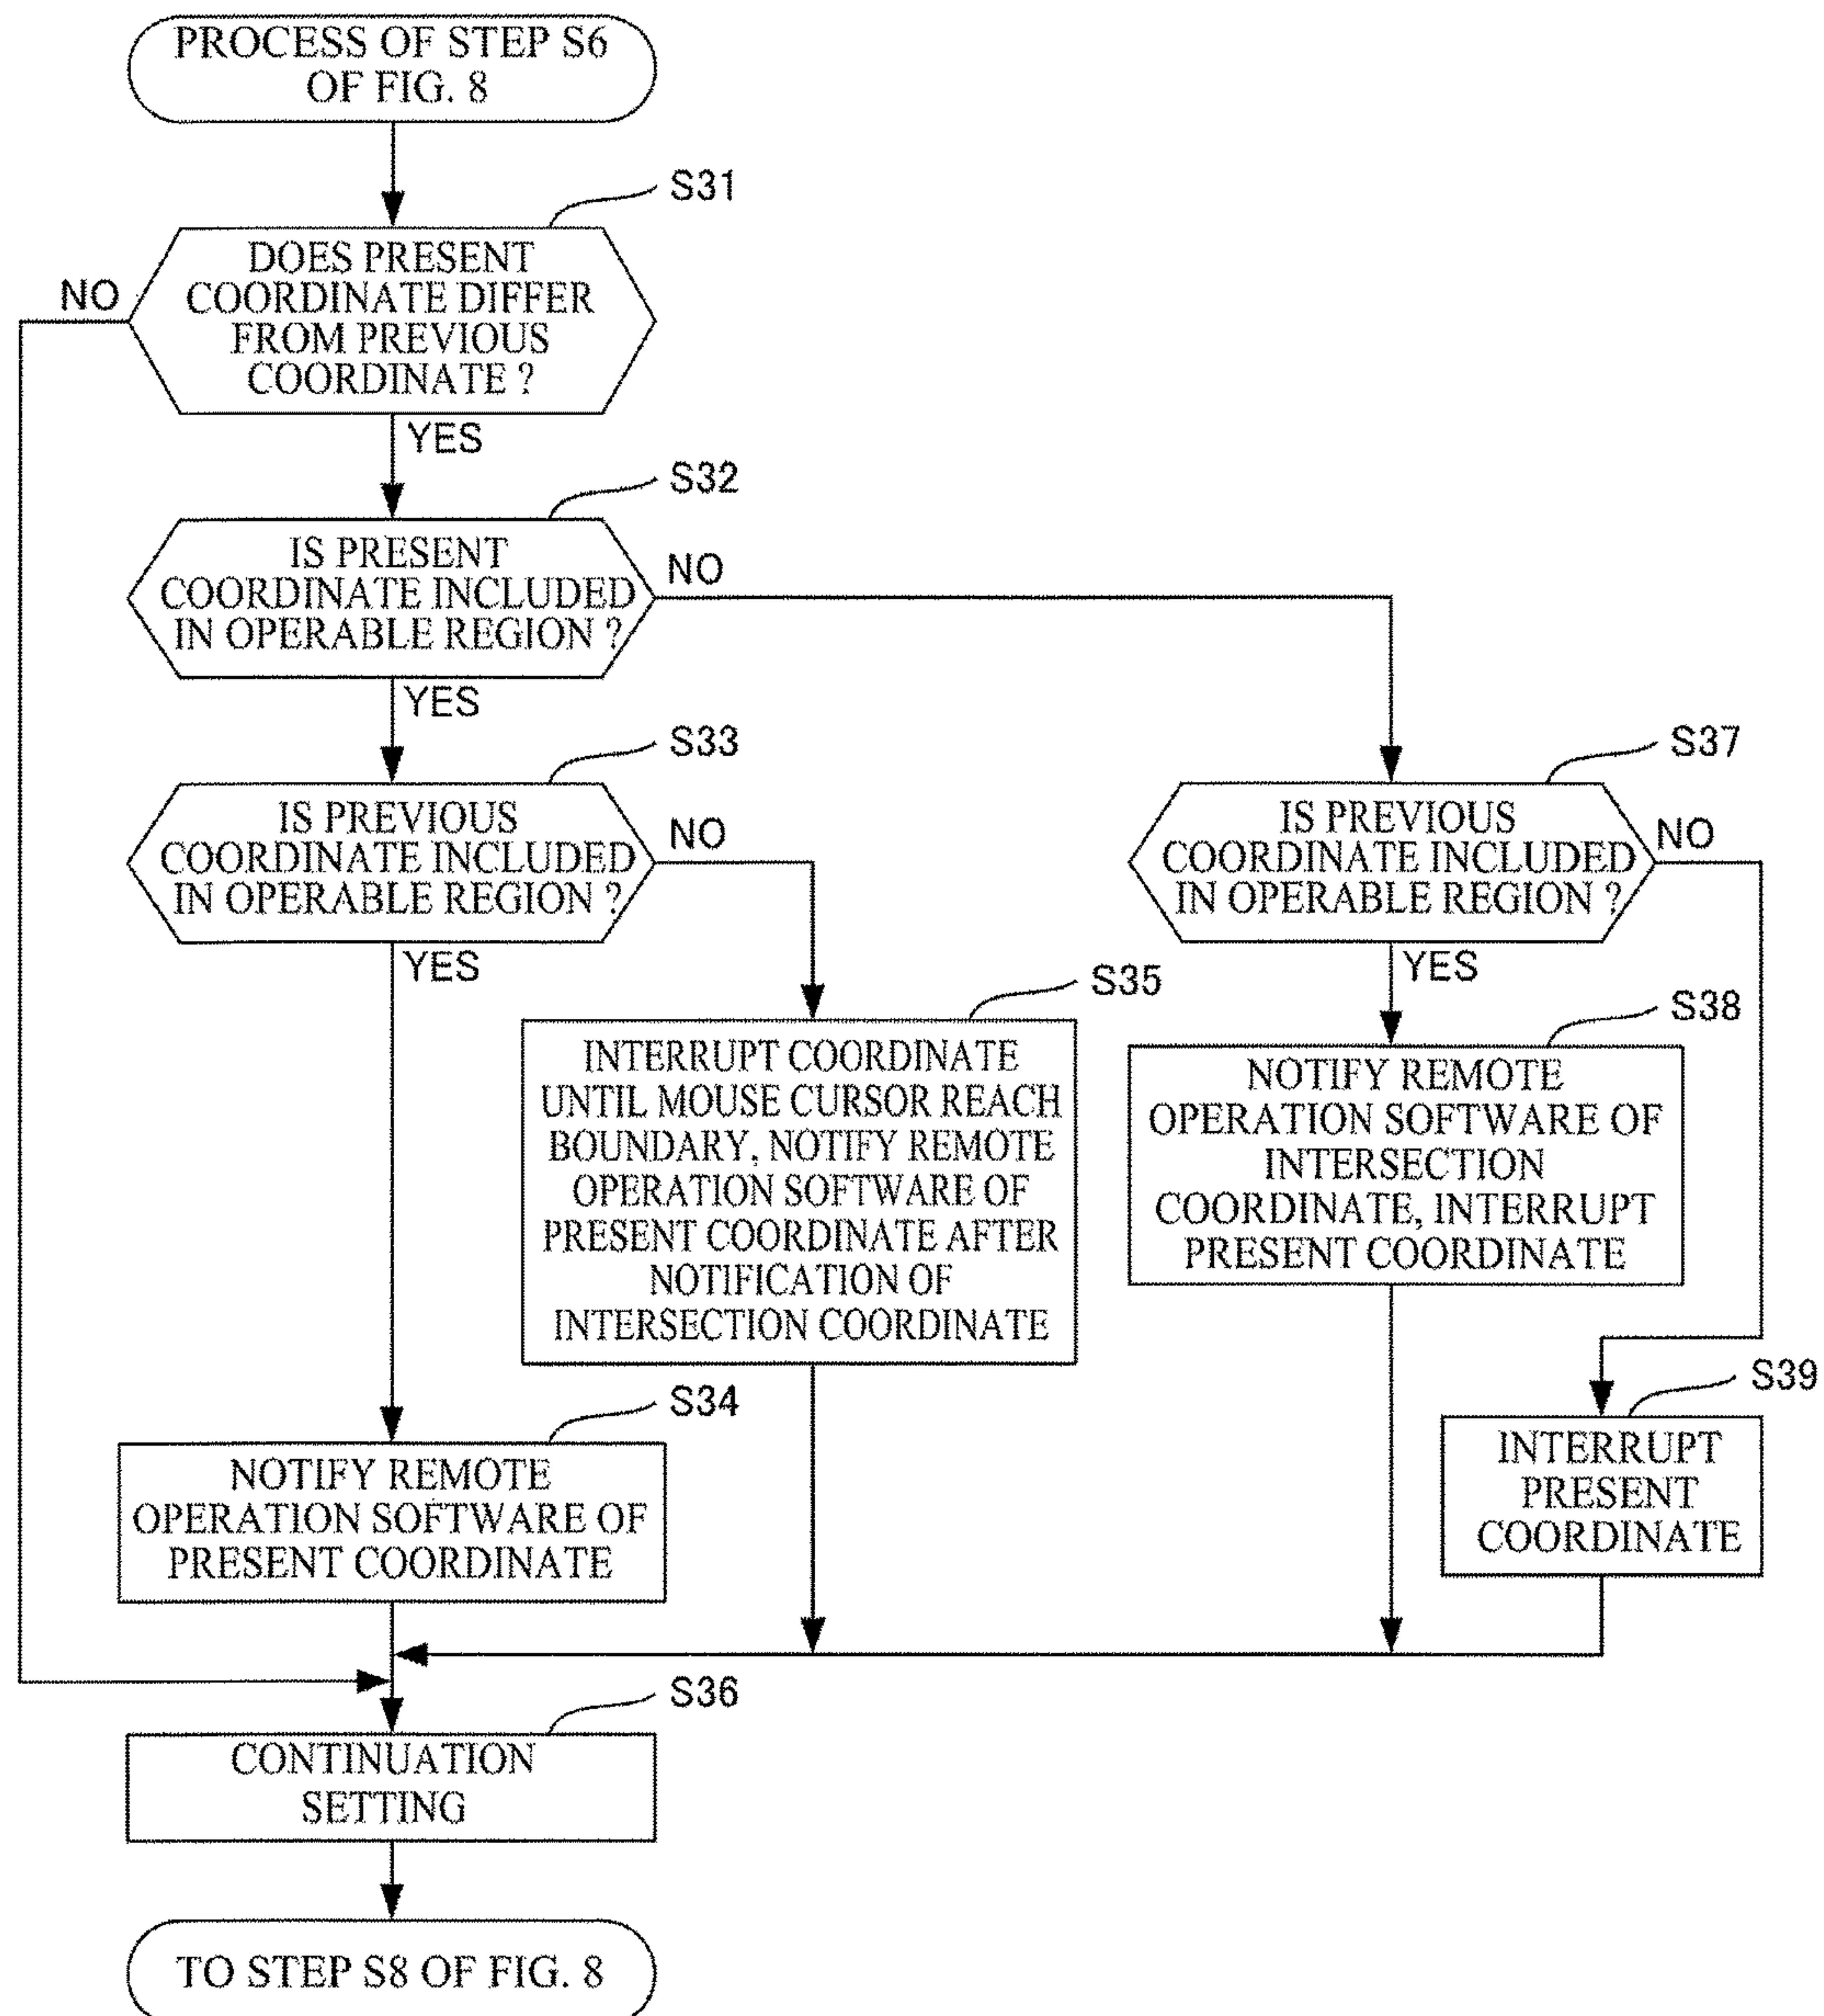 PROCESS OF STEP S6
OF FIG. 8
S31
DOES PRESENT
COORDINATE DIFFER
FROM PREVIOUS
COORDINATE ?
NO
YES
S32
IS PRESENT
COORDINATE INCLUDED
IN OPERABLE REGION ?
NO
YES
S33
IS PREVIOUS
COORDINATE INCLUDED
IN OPERABLE REGION ?
NO
YES
S37
IS PREVIOUS
COORDINATE INCLUDED
IN OPERABLE REGION ?
NO
YES
S35
INTERRUPT COORDINATE
UNTIL MOUSE CURSOR REACH
BOUNDARY, NOTIFY REMOTE
OPERATION SOFTWARE OF
PRESENT COORDINATE AFTER
NOTIFICATION OF
INTERSECTION COORDINATE
S38
NOTIFY REMOTE
OPERATION SOFTWARE OF
INTERSECTION
COORDINATE, INTERRUPT
PRESENT COORDINATE
S34
NOTIFY REMOTE
OPERATION SOFTWARE OF
PRESENT COORDINATE
S39
INTERRUPT
PRESENT
COORDINATE
S36
CONTINUATION
SETTING
TO STEP S8 OF FIG. 8